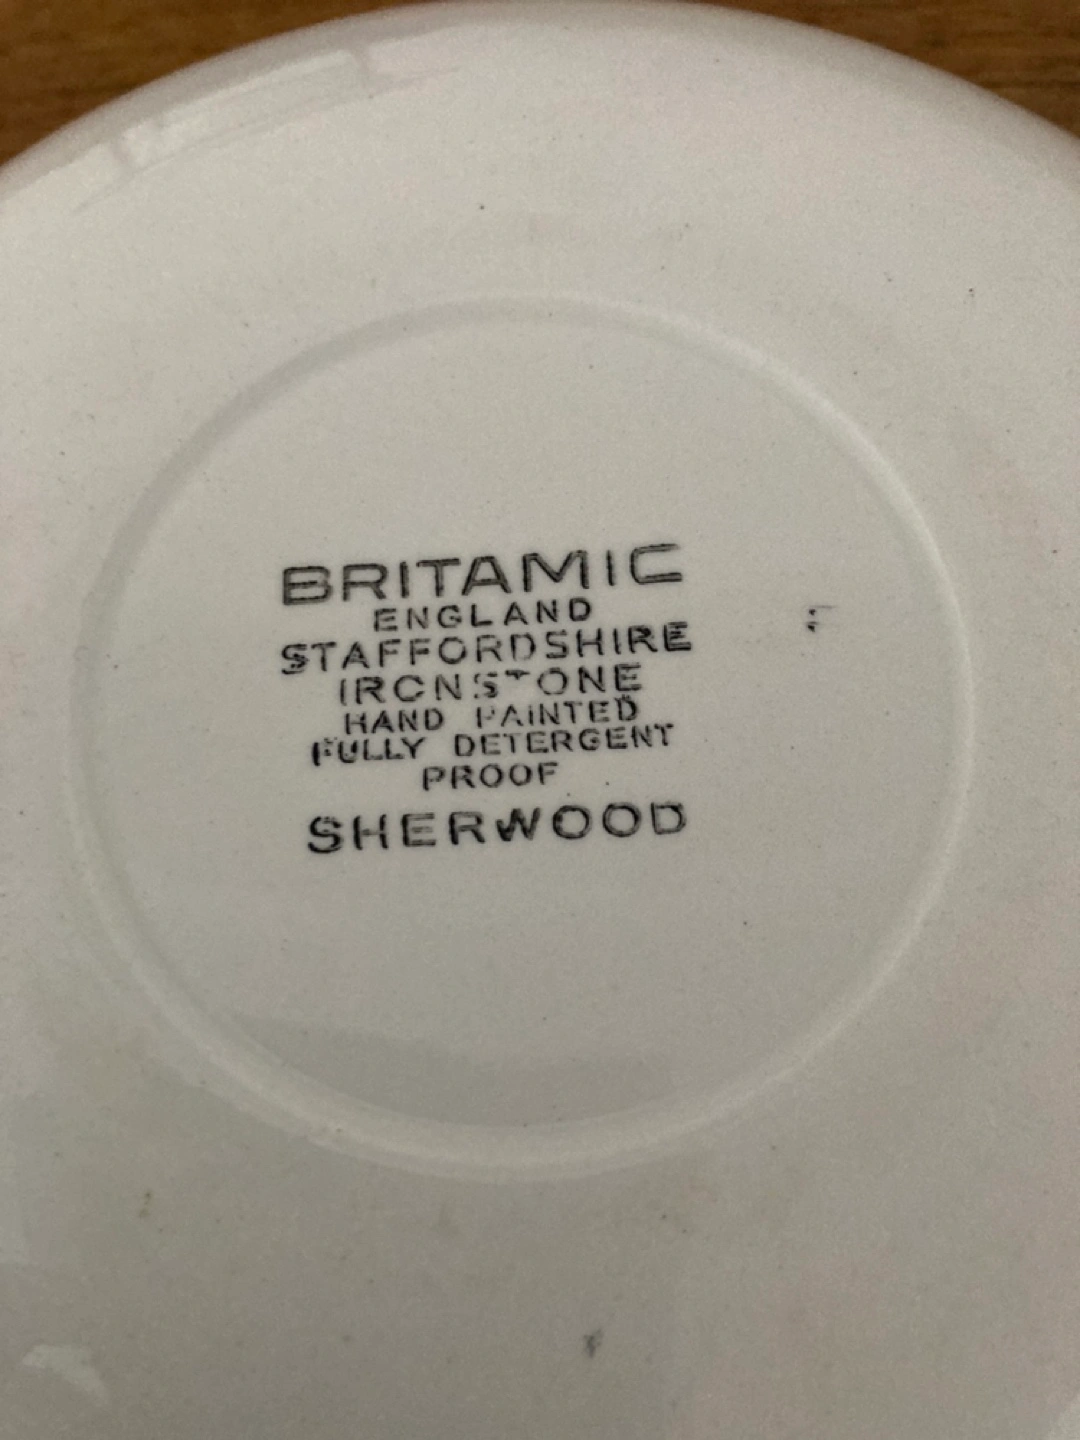 BRITAMIC
ENGLAND
STAFFORDSHIRE
IRONSTONE
HAND PAINTED
FULLY DETERGENT
PROOF
SHERWOOD